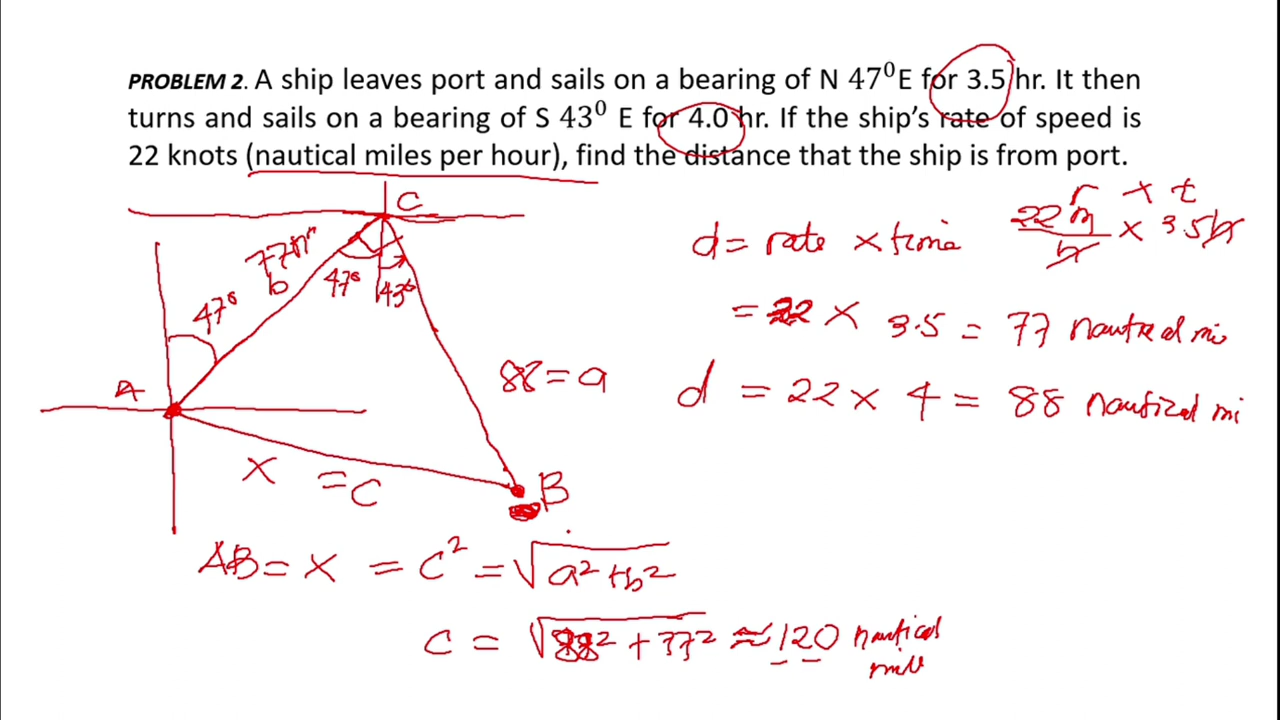 PROBLEM 2. A ship leaves port and sails on a bearing of N 47⁰E for 3.5 hr. It then
turns and sails on a bearing of S 43⁰ E for 4.0 hr. If the ship's rate of speed is
22 knots (nautical miles per hour), find the distance that the ship is from port.
C
r × t
d = rate × time
22 m/h × 3.5h
77
b
47°
47°
43°
= 22 × 3.5 = 77 nautical mi
A
88 = a
d = 22 × 4 = 88 nautical mi
x = c
B
AB = x = c² = √a² + b²
c = √88² + 77² ≈ 120 nautical
mile